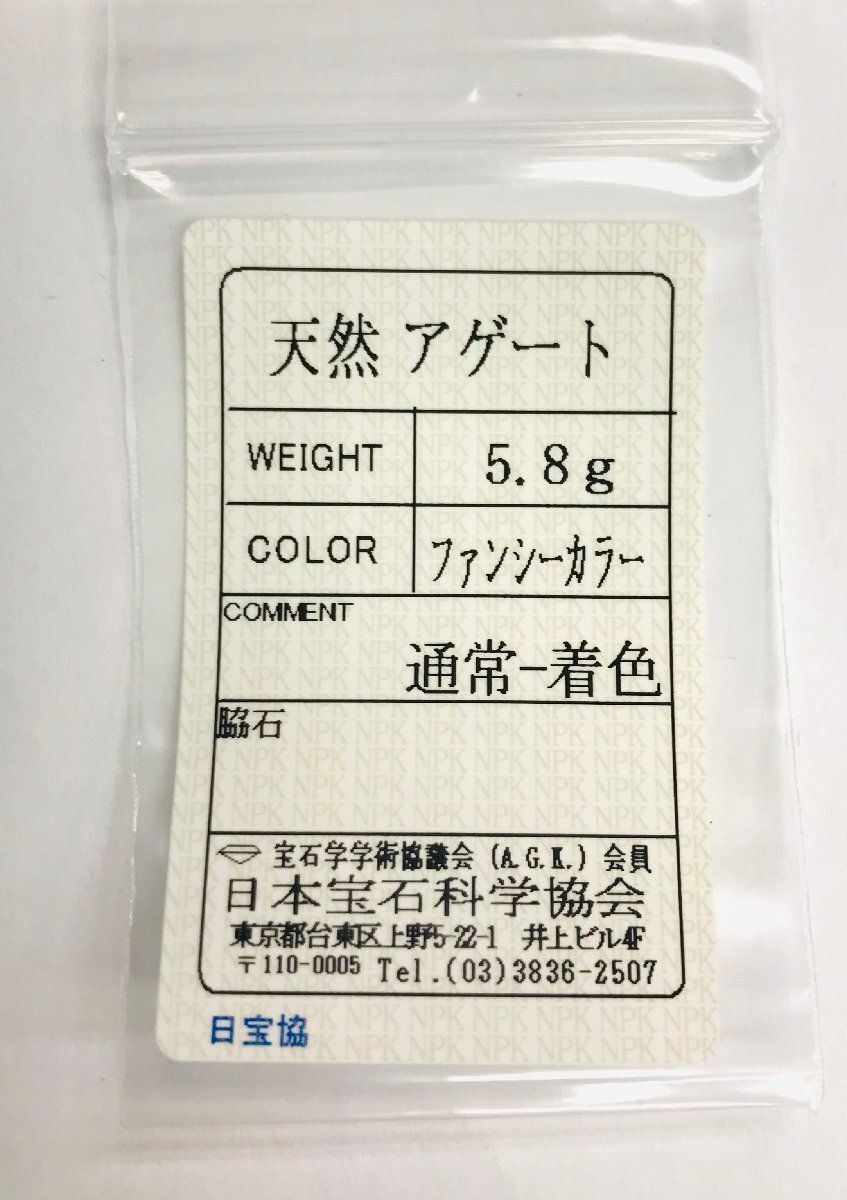 天然 アゲート
WEIGHT 5.8g
COLOR ファンシーカラー
COMMENT
通常-着色
脇石
宝石学学術協議会 (A.G.K.) 会員
日本宝石科学協会
東京都台東区上野5-22-1 井上ビル4F
〒110-0005 Tel.(03)3836-2507
日宝協